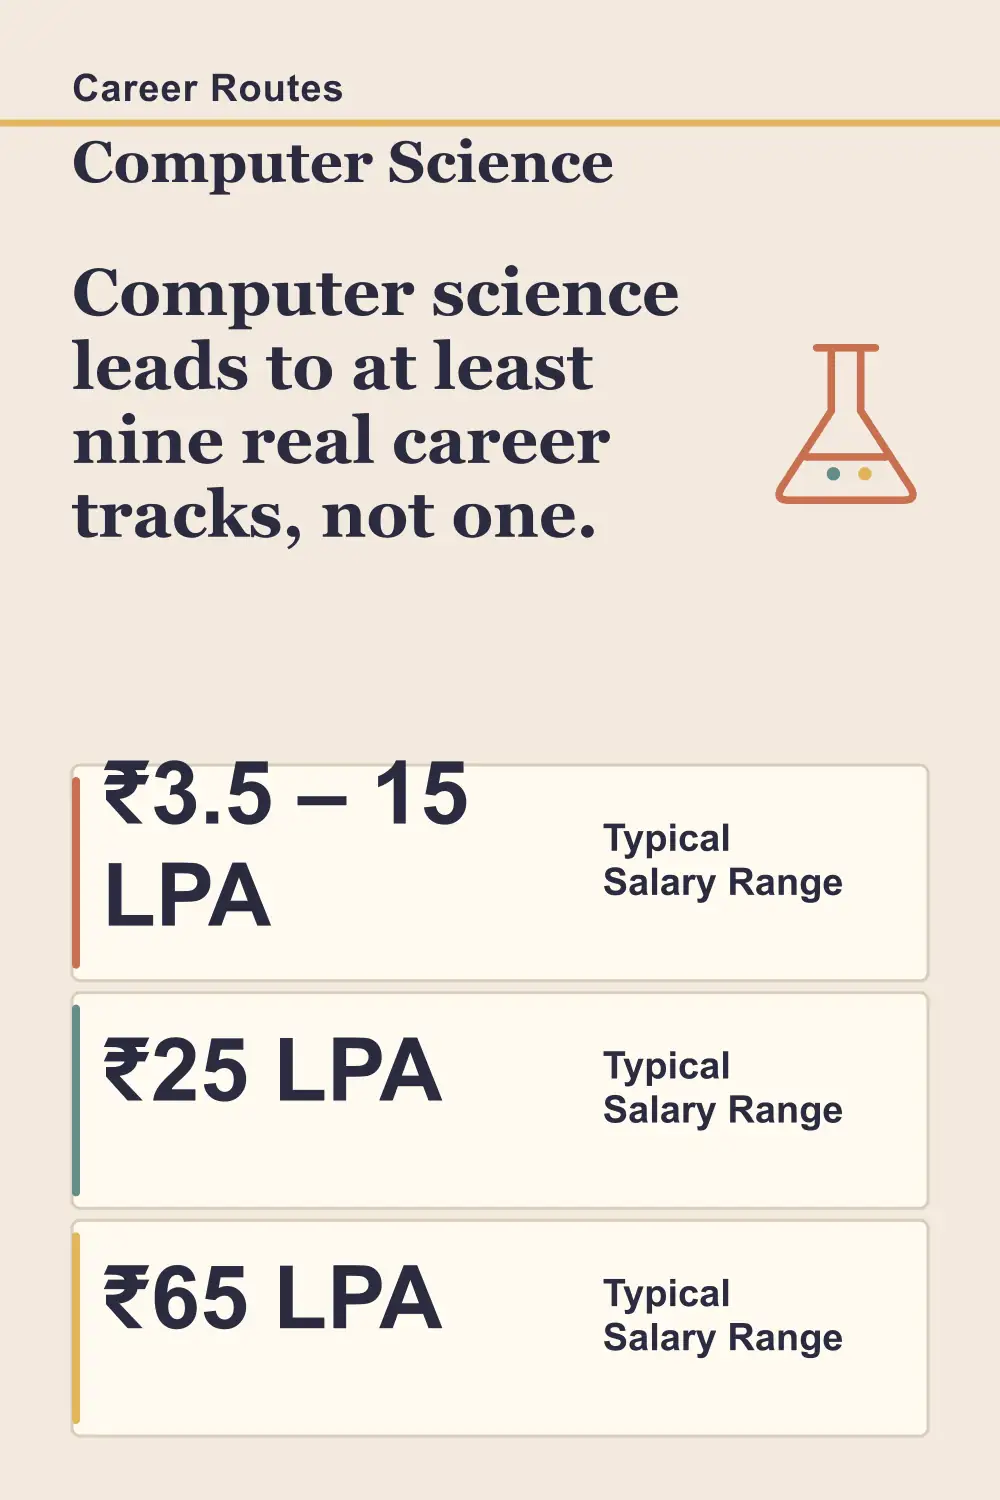 Career Routes
Computer Science
Computer science
leads to at least
nine real career
tracks, not one.
₹3.5 – 15
LPA
Typical
Salary Range
₹25 LPA
Typical
Salary Range
₹65 LPA
Typical
Salary Range